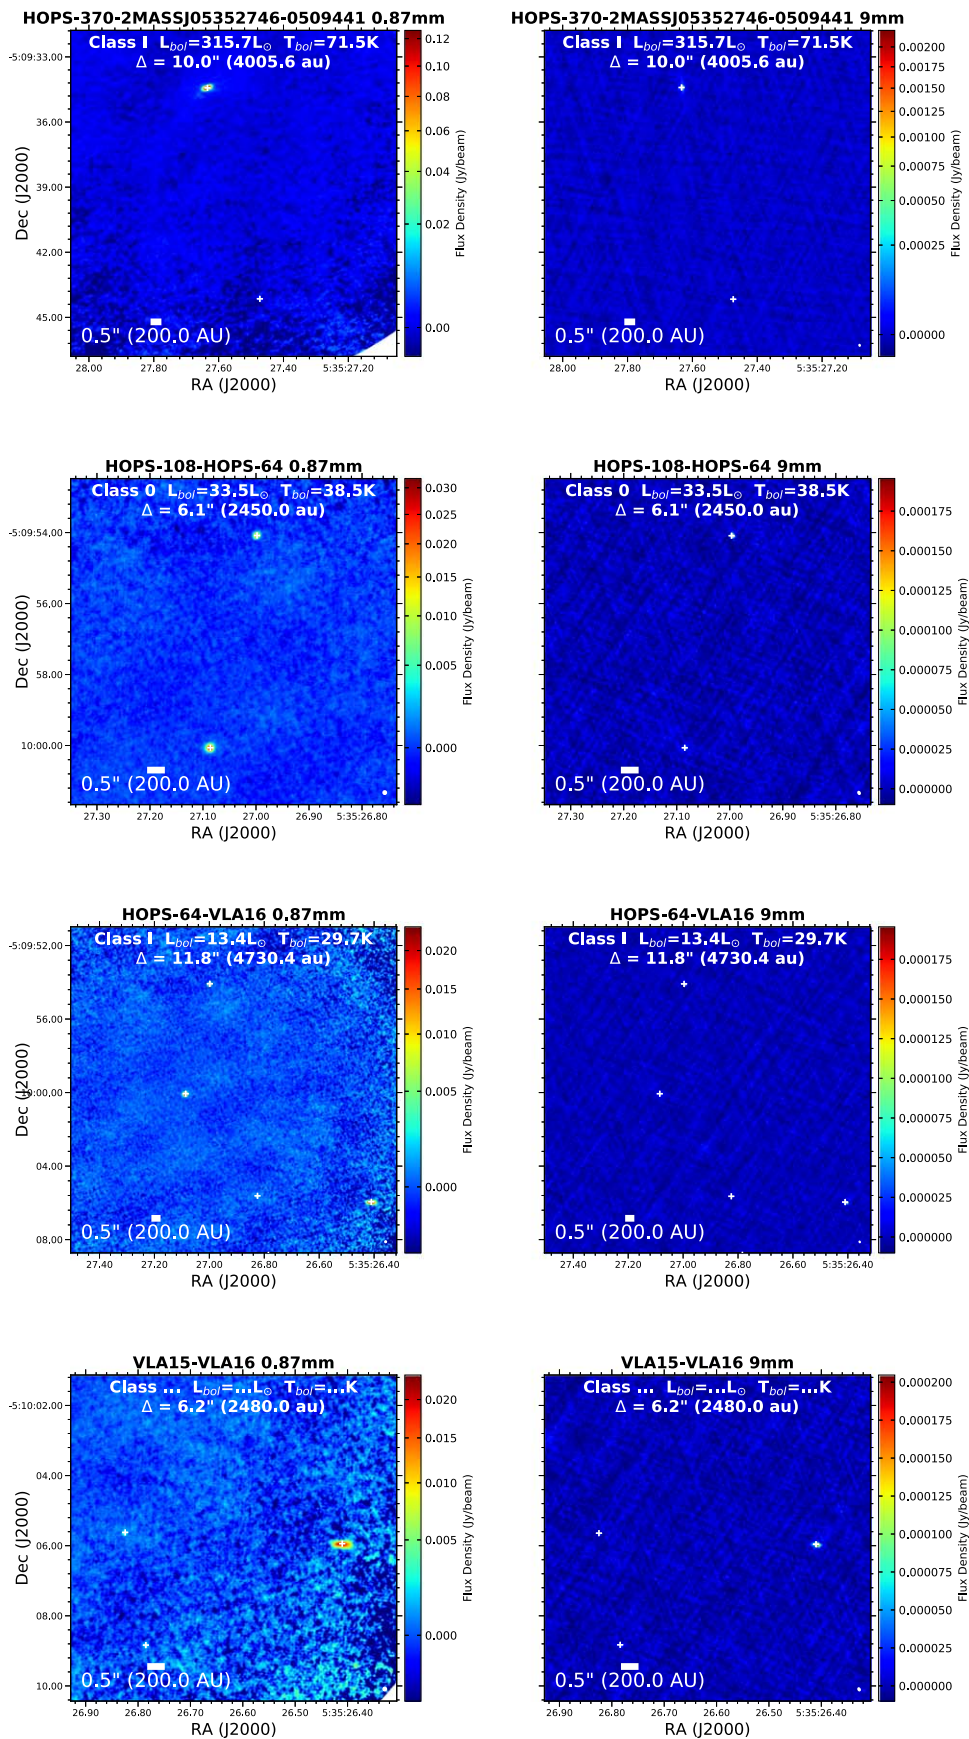 HOPS-370-2MASSJ05352746-0509441 0.87mm
Class I L_bol=315.7L⊙ T_bol=71.5K
Δ = 10.0" (4005.6 au)
-5:09:33.00
36.00
39.00
42.00
45.00
Dec (J2000)
0.5" (200.0 AU)
28.00 27.80 27.60 27.40 5:35:27.20
RA (J2000)
0.12
0.10
0.08
0.06
0.04
0.02
0.00
Flux Density (Jy/beam)
HOPS-370-2MASSJ05352746-0509441 9mm
Class I L_bol=315.7L⊙ T_bol=71.5K
Δ = 10.0" (4005.6 au)
0.5" (200.0 AU)
28.00 27.80 27.60 27.40 5:35:27.20
RA (J2000)
0.00200
0.00175
0.00150
0.00100
0.00075
0.00050
0.00025
0.00000
Flux Density (Jy/beam)
HOPS-108-HOPS-64 0.87mm
Class 0 L_bol=33.5L⊙ T_bol=38.5K
Δ = 6.1" (2450.0 au)
-5:09:54.00
56.00
58.00
10:00.00
Dec (J2000)
0.5" (200.0 AU)
27.30 27.20 27.10 27.00 26.90 5:35:26.80
RA (J2000)
0.030
0.020
0.015
0.010
0.005
0.000
Flux Density (Jy/beam)
HOPS-108-HOPS-64 9mm
Class 0 L_bol=33.5L⊙ T_bol=38.5K
Δ = 6.1" (2450.0 au)
0.5" (200.0 AU)
27.30 27.20 27.10 27.00 26.90 5:35:26.80
RA (J2000)
0.000175
0.000150
0.000100
0.000075
0.000050
0.000025
0.000000
Flux Density (Jy/beam)
HOPS-64-VLA16 0.87mm
Class I L_bol=13.4L⊙ T_bol=29.7K
Δ = 11.8" (4730.4 au)
-5:09:52.00
56.00
10:00.00
04.00
08.00
Dec (J2000)
0.5" (200.0 AU)
27.40 27.20 27.00 26.80 26.60 5:35:26.40
RA (J2000)
0.020
0.015
0.010
0.005
0.000
Flux Density (Jy/beam)
HOPS-64-VLA16 9mm
Class I L_bol=13.4L⊙ T_bol=29.7K
Δ = 11.8" (4730.4 au)
0.5" (200.0 AU)
27.40 27.20 27.00 26.80 26.60 5:35:26.40
RA (J2000)
0.000175
0.000150
0.000100
0.000075
0.000050
0.000025
0.000000
Flux Density (Jy/beam)
VLA15-VLA16 0.87mm
Class ... L_bol=...L⊙ T_bol=...K
Δ = 6.2" (2480.0 au)
-5:10:02.00
04.00
06.00
08.00
10.00
Dec (J2000)
0.5" (200.0 AU)
26.90 26.80 26.70 26.60 26.50 5:35:26.40
RA (J2000)
0.020
0.015
0.010
0.005
0.000
Flux Density (Jy/beam)
VLA15-VLA16 9mm
Class ... L_bol=...L⊙ T_bol=...K
Δ = 6.2" (2480.0 au)
0.5" (200.0 AU)
26.90 26.80 26.70 26.60 26.50 5:35:26.40
RA (J2000)
0.000200
0.000175
0.000150
0.000100
0.000075
0.000050
0.000025
0.000000
Flux Density (Jy/beam)